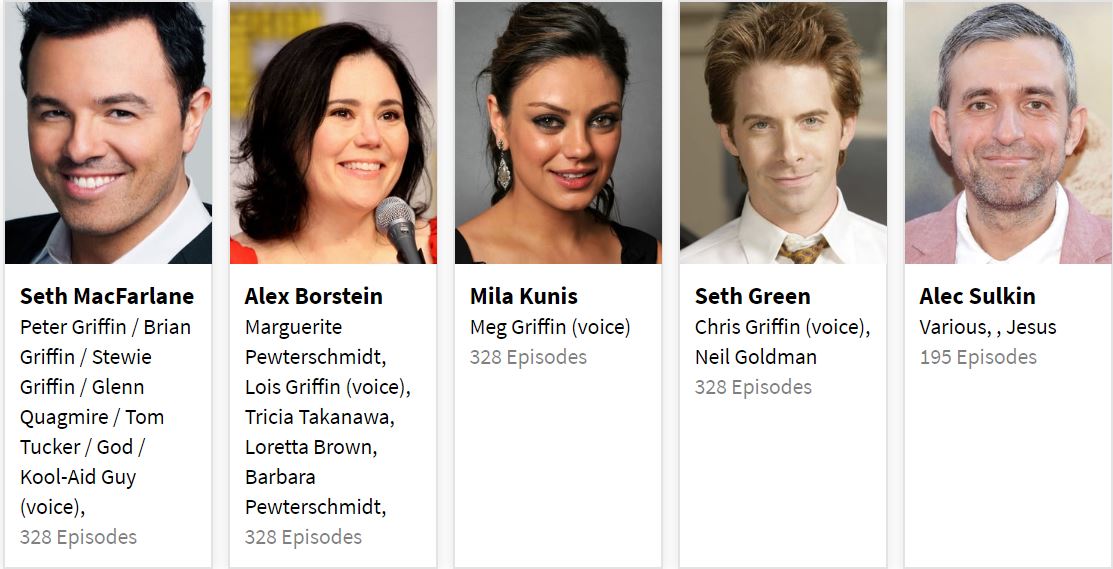 Seth MacFarlane
Peter Griffin / Brian
Griffin / Stewie
Griffin / Glenn
Quagmire / Tom
Tucker / God /
Kool-Aid Guy
(voice),
328 Episodes
Alex Borstein
Marguerite
Pewterschmidt,
Lois Griffin (voice),
Tricia Takanawa,
Loretta Brown,
Barbara
Pewterschmidt,
328 Episodes
Mila Kunis
Meg Griffin (voice)
328 Episodes
Seth Green
Chris Griffin (voice),
Neil Goldman
328 Episodes
Alec Sulkin
Various, , Jesus
195 Episodes